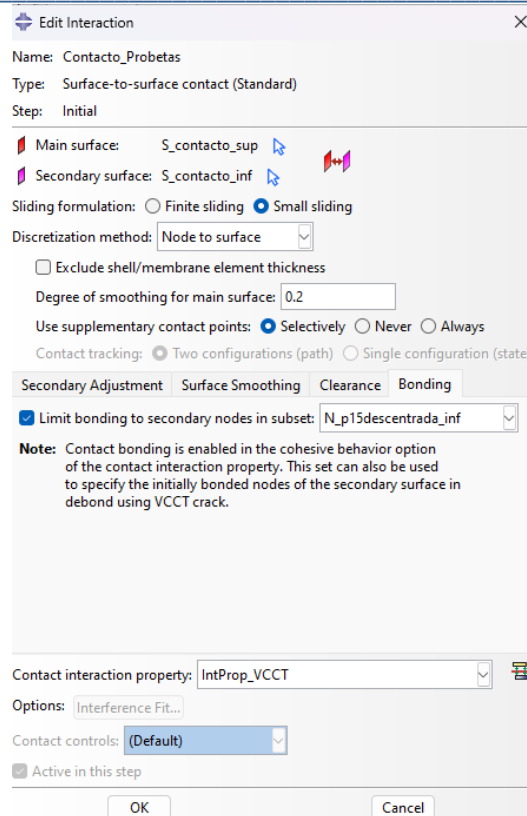 Edit Interaction
Name: Contacto_Probetas
Type: Surface-to-surface contact (Standard)
Step: Initial
Main surface: S_contacto_sup
Secondary surface: S_contacto_inf
Sliding formulation: Finite sliding Small sliding
Discretization method: Node to surface
Exclude shell/membrane element thickness
Degree of smoothing for main surface: 0.2
Use supplementary contact points: Selectively Never Always
Contact tracking: Two configurations (path) Single configuration (state
Secondary Adjustment Surface Smoothing Clearance Bonding
Limit bonding to secondary nodes in subset: N_p15descentrada_inf
Note: Contact bonding is enabled in the cohesive behavior option
of the contact interaction property. This set can also be used
to specify the initially bonded nodes of the secondary surface in
debond using VCCT crack.
Contact interaction property: IntProp_VCCT
Options: Interference Fit...
Contact controls: (Default)
Active in this step
OK Cancel